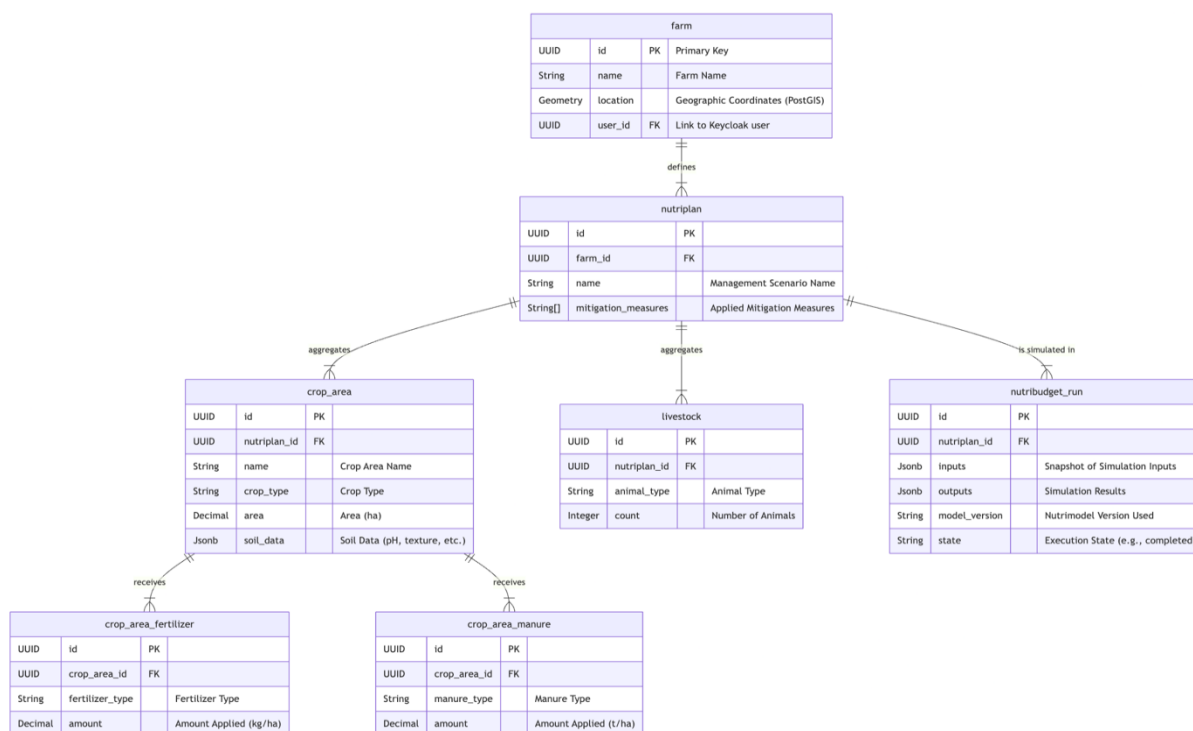 farm
UUID id PK Primary Key
String name Farm Name
Geometry location Geographic Coordinates (PostGIS)
UUID user_id FK Link to Keycloak user
defines
nutriplan
UUID id PK
UUID farm_id FK
String name Management Scenario Name
String[] mitigation_measures Applied Mitigation Measures
aggregates
aggregates
is simulated in
crop_area
UUID id PK
UUID nutriplan_id FK
String name Crop Area Name
String crop_type Crop Type
Decimal area Area (ha)
Jsonb soil_data Soil Data (pH, texture, etc.)
livestock
UUID id PK
UUID nutriplan_id FK
String animal_type Animal Type
Integer count Number of Animals
nutribudget_run
UUID id PK
UUID nutriplan_id FK
Jsonb inputs Snapshot of Simulation Inputs
Jsonb outputs Simulation Results
String model_version Nutrimodel Version Used
String state Execution State (e.g., completed
receives
receives
crop_area_fertilizer
UUID id PK
UUID crop_area_id FK
String fertilizer_type Fertilizer Type
Decimal amount Amount Applied (kg/ha)
crop_area_manure
UUID id PK
UUID crop_area_id FK
String manure_type Manure Type
Decimal amount Amount Applied (t/ha)